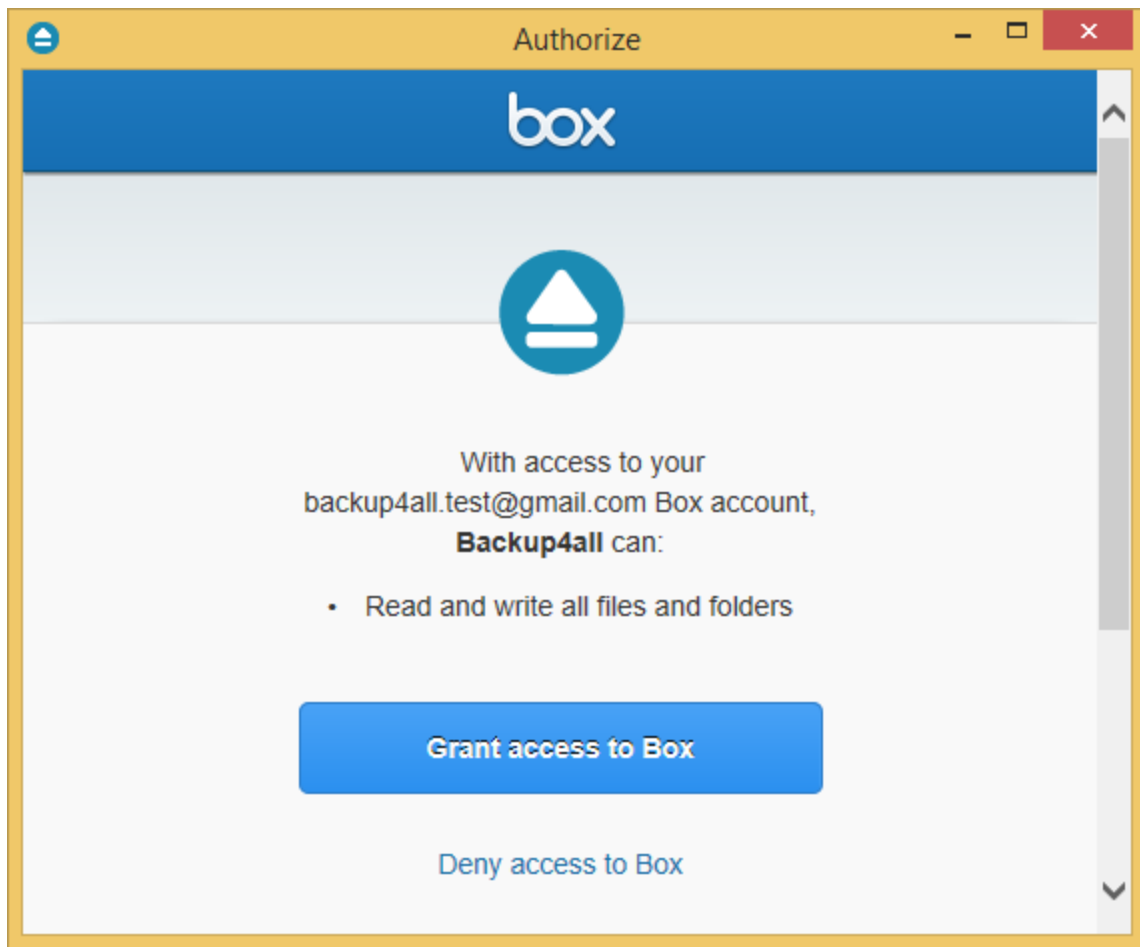 Authorize
box
With access to your
backup4all.test@gmail.com Box account,
Backup4all can:
• Read and write all files and folders
Grant access to Box
Deny access to Box